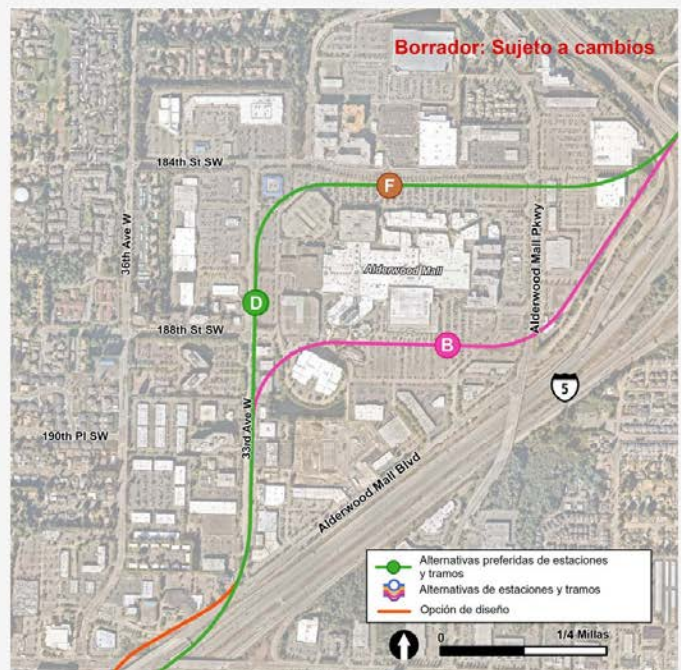 Borrador: Sujeto a cambios
184th St SW
F
36th Ave W
Alderwood Mall Pkwy
Alderwood Mall
D
188th St SW
B
5
33rd Ave W
190th Pl SW
Alderwood Mall Blvd
Alternativas preferidas de estaciones
y tramos
Alternativas de estaciones y tramos
Opción de diseño
0 1/4 Millas